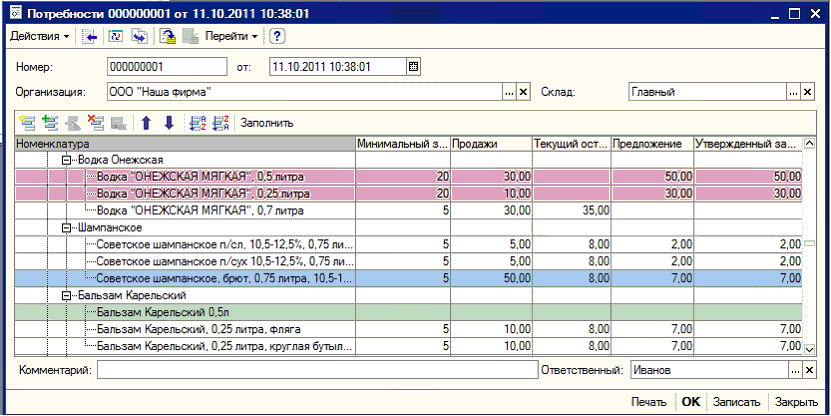 Потребности 000000001 от 11.10.2011 10:38:01
Действия Перейти
Номер: 000000001 от: 11.10.2011 10:38:01
Организация: ООО "Наша фирма" ... Склад: Главный ...
Заполнить
Номенклатура Минимальный з... Продажи Текущий ост... Предложение Утвержденный за...
Водка Онежская
Водка "ОНЕЖСКАЯ МЯГКАЯ", 0,5 литра 20 30,00 50,00 50,00
Водка "ОНЕЖСКАЯ МЯГКАЯ", 0,25 литра 20 10,00 30,00 30,00
Водка "ОНЕЖСКАЯ МЯГКАЯ", 0,7 литра 5 30,00 35,00
Шампанское
Советское шампанское п/сл, 10,5-12,5%, 0,75 ли... 5 5,00 8,00 2,00 2,00
Советское шампанское п/сух 10,5-12,5%, 0,75 ли... 5 5,00 8,00 2,00 2,00
Советское шампанское, брют, 0,75 литра, 10,5-1... 5 50,00 8,00 7,00 7,00
Бальзам Карельский
Бальзам Карельский 0,5л
Бальзам Карельский, 0,25 литра, фляга 5 10,00 8,00 7,00 7,00
Бальзам Карельский, 0,25 литра, круглая бутыл... 5 10,00 8,00 7,00 7,00
Комментарий: Ответственный: Иванов ...
Печать OK Записать Закрыть